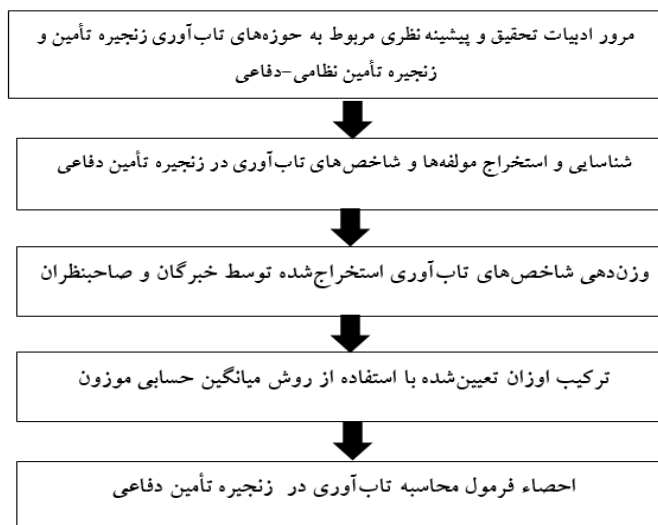 مرور ادبیات تحقیق و پیشینه نظری مربوط به حوزه‌های تاب‌آوری زنجیره تأمین و
زنجیره تأمین نظامی-دفاعی
شناسایی و استخراج مولفه‌ها و شاخص‌های تاب‌آوری در زنجیره تأمین دفاعی
وزن‌دهی شاخص‌های تاب‌آوری استخراج‌شده توسط خبرگان و صاحبنظران
ترکیب اوزان تعیین‌شده با استفاده از روش میانگین حسابی موزون
احصاء فرمول محاسبه تاب‌آوری در زنجیره تأمین دفاعی